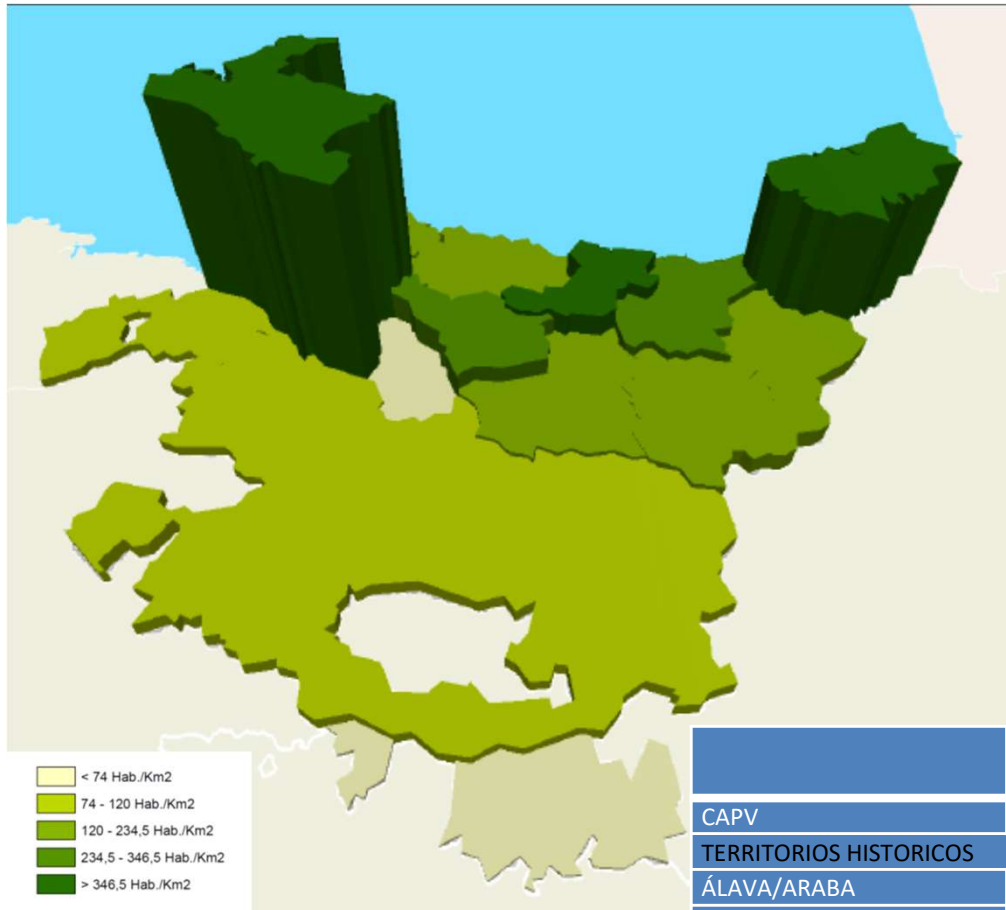 < 74 Hab./Km2
74 - 120 Hab./Km2
120 - 234,5 Hab./Km2
234,5 - 346,5 Hab./Km2
> 346,5 Hab./Km2
CAPV
TERRITORIOS HISTORICOS
ÁLAVA/ARABA